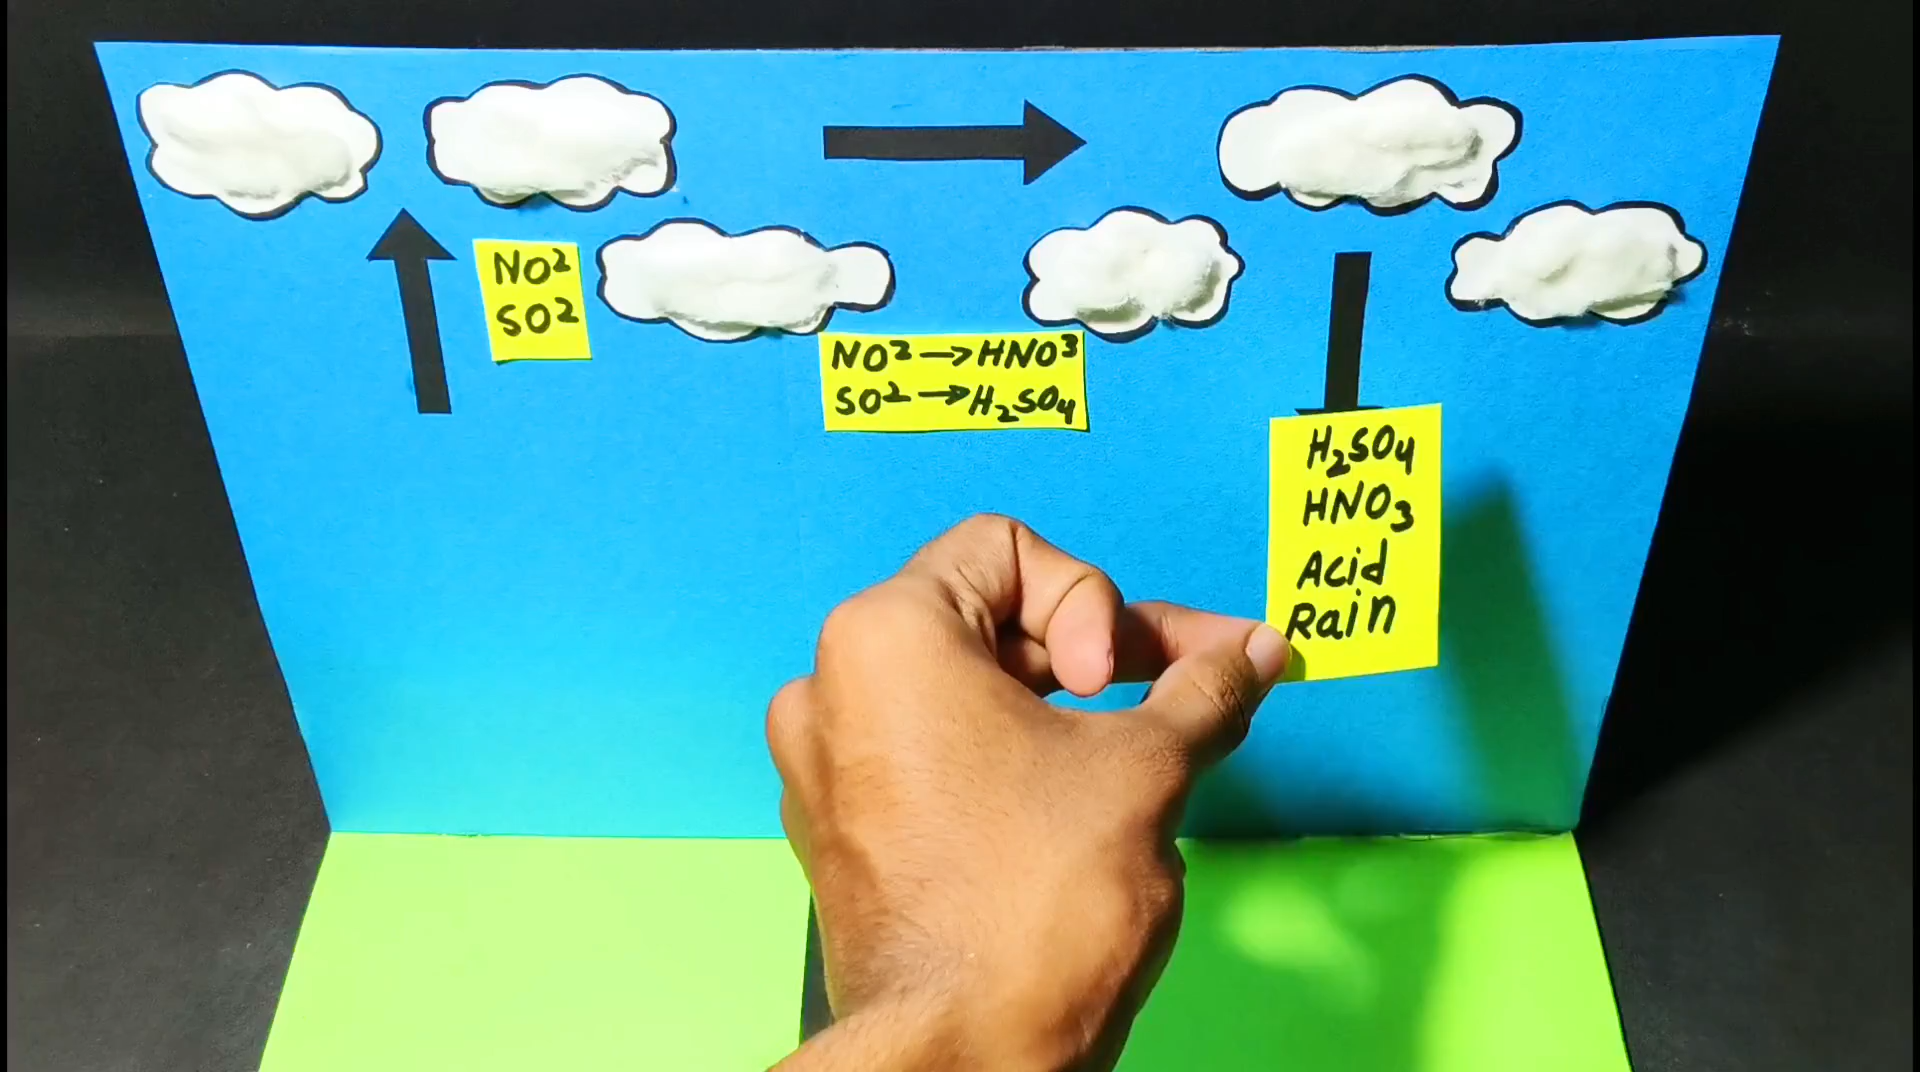 NO²
SO²
NO² → HNO³
SO² → H₂SO₄
H₂SO₄
HNO₃
Acid
Rain